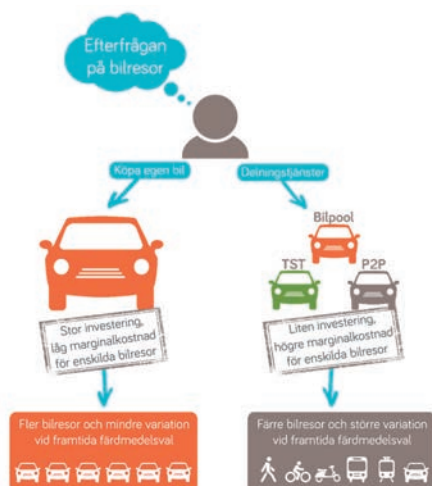 Efterfrågan
på bilresor
Köpa egen bil
Delningstjänster
Bilpool
TST
P2P
Stor investering,
låg marginalkostnad
för enskilda bilresor
Liten investering,
högre marginalkostnad
för enskilda bilresor
Fler bilresor och mindre variation
vid framtida färdmedelsval
Färre bilresor och större variation
vid framtida färdmedelsval